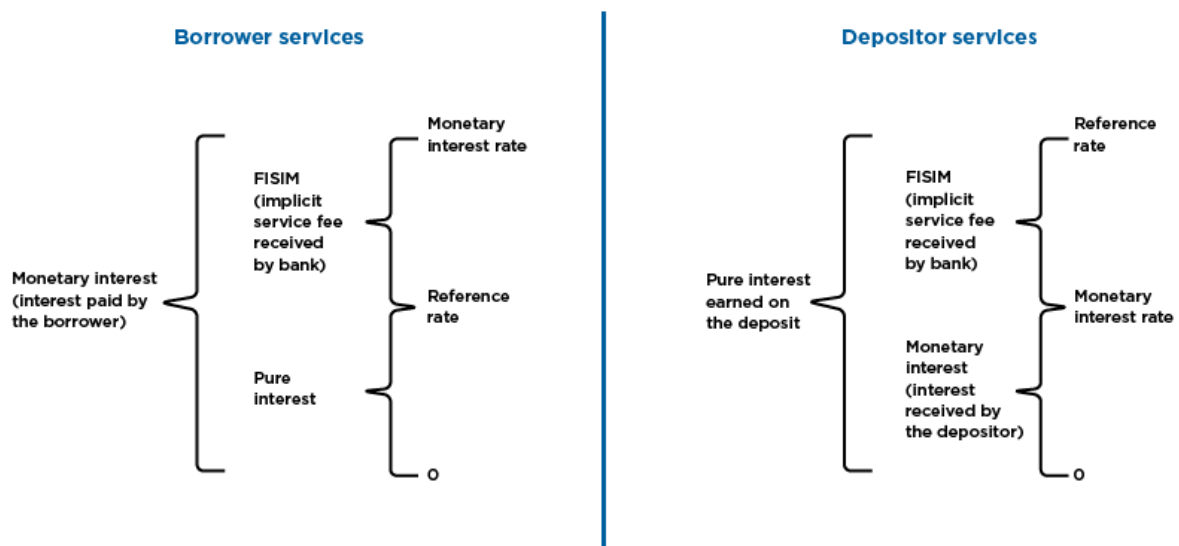 Borrower services
Monetary interest
(interest paid by
the borrower)
FISIM
(implicit
service fee
received
by bank)
Pure
interest
Monetary
interest rate
Reference
rate
0
Depositor services
Pure interest
earned on
the deposit
FISIM
(implicit
service fee
received
by bank)
Monetary
interest
(interest
received by
the depositor)
Reference
rate
Monetary
interest rate
0